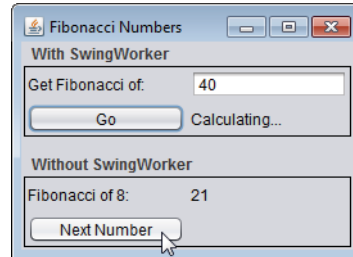 Fibonacci Numbers
With SwingWorker
Get Fibonacci of: 40
Go Calculating...
Without SwingWorker
Fibonacci of 8: 21
Next Number